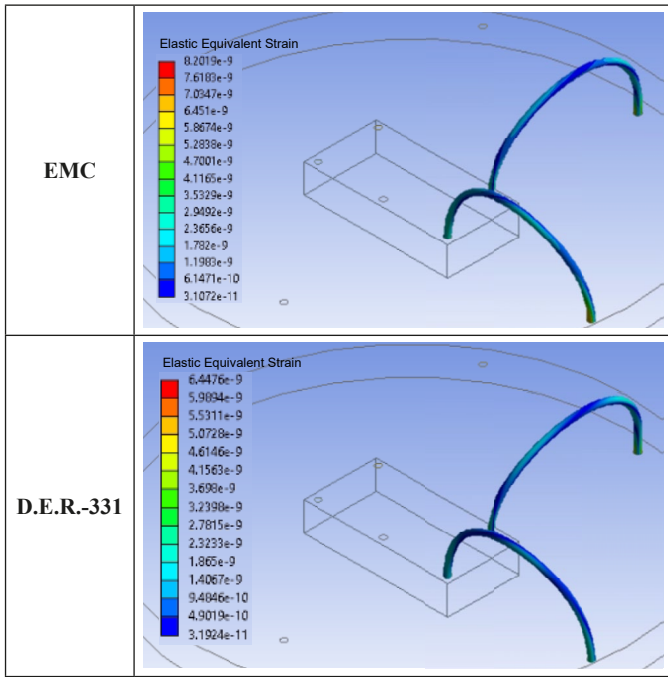 EMC
Elastic Equivalent Strain
8.2019e-9
7.6183e-9
7.0347e-9
6.451e-9
5.8674e-9
5.2838e-9
4.7001e-9
4.1165e-9
3.5329e-9
2.9492e-9
2.3656e-9
1.782e-9
1.1983e-9
6.1471e-10
3.1072e-11
D.E.R.-331
Elastic Equivalent Strain
6.4476e-9
5.9894e-9
5.5311e-9
5.0728e-9
4.6146e-9
4.1563e-9
3.698e-9
3.2398e-9
2.7815e-9
2.3233e-9
1.865e-9
1.4067e-9
9.4846e-10
4.9019e-10
3.1924e-11